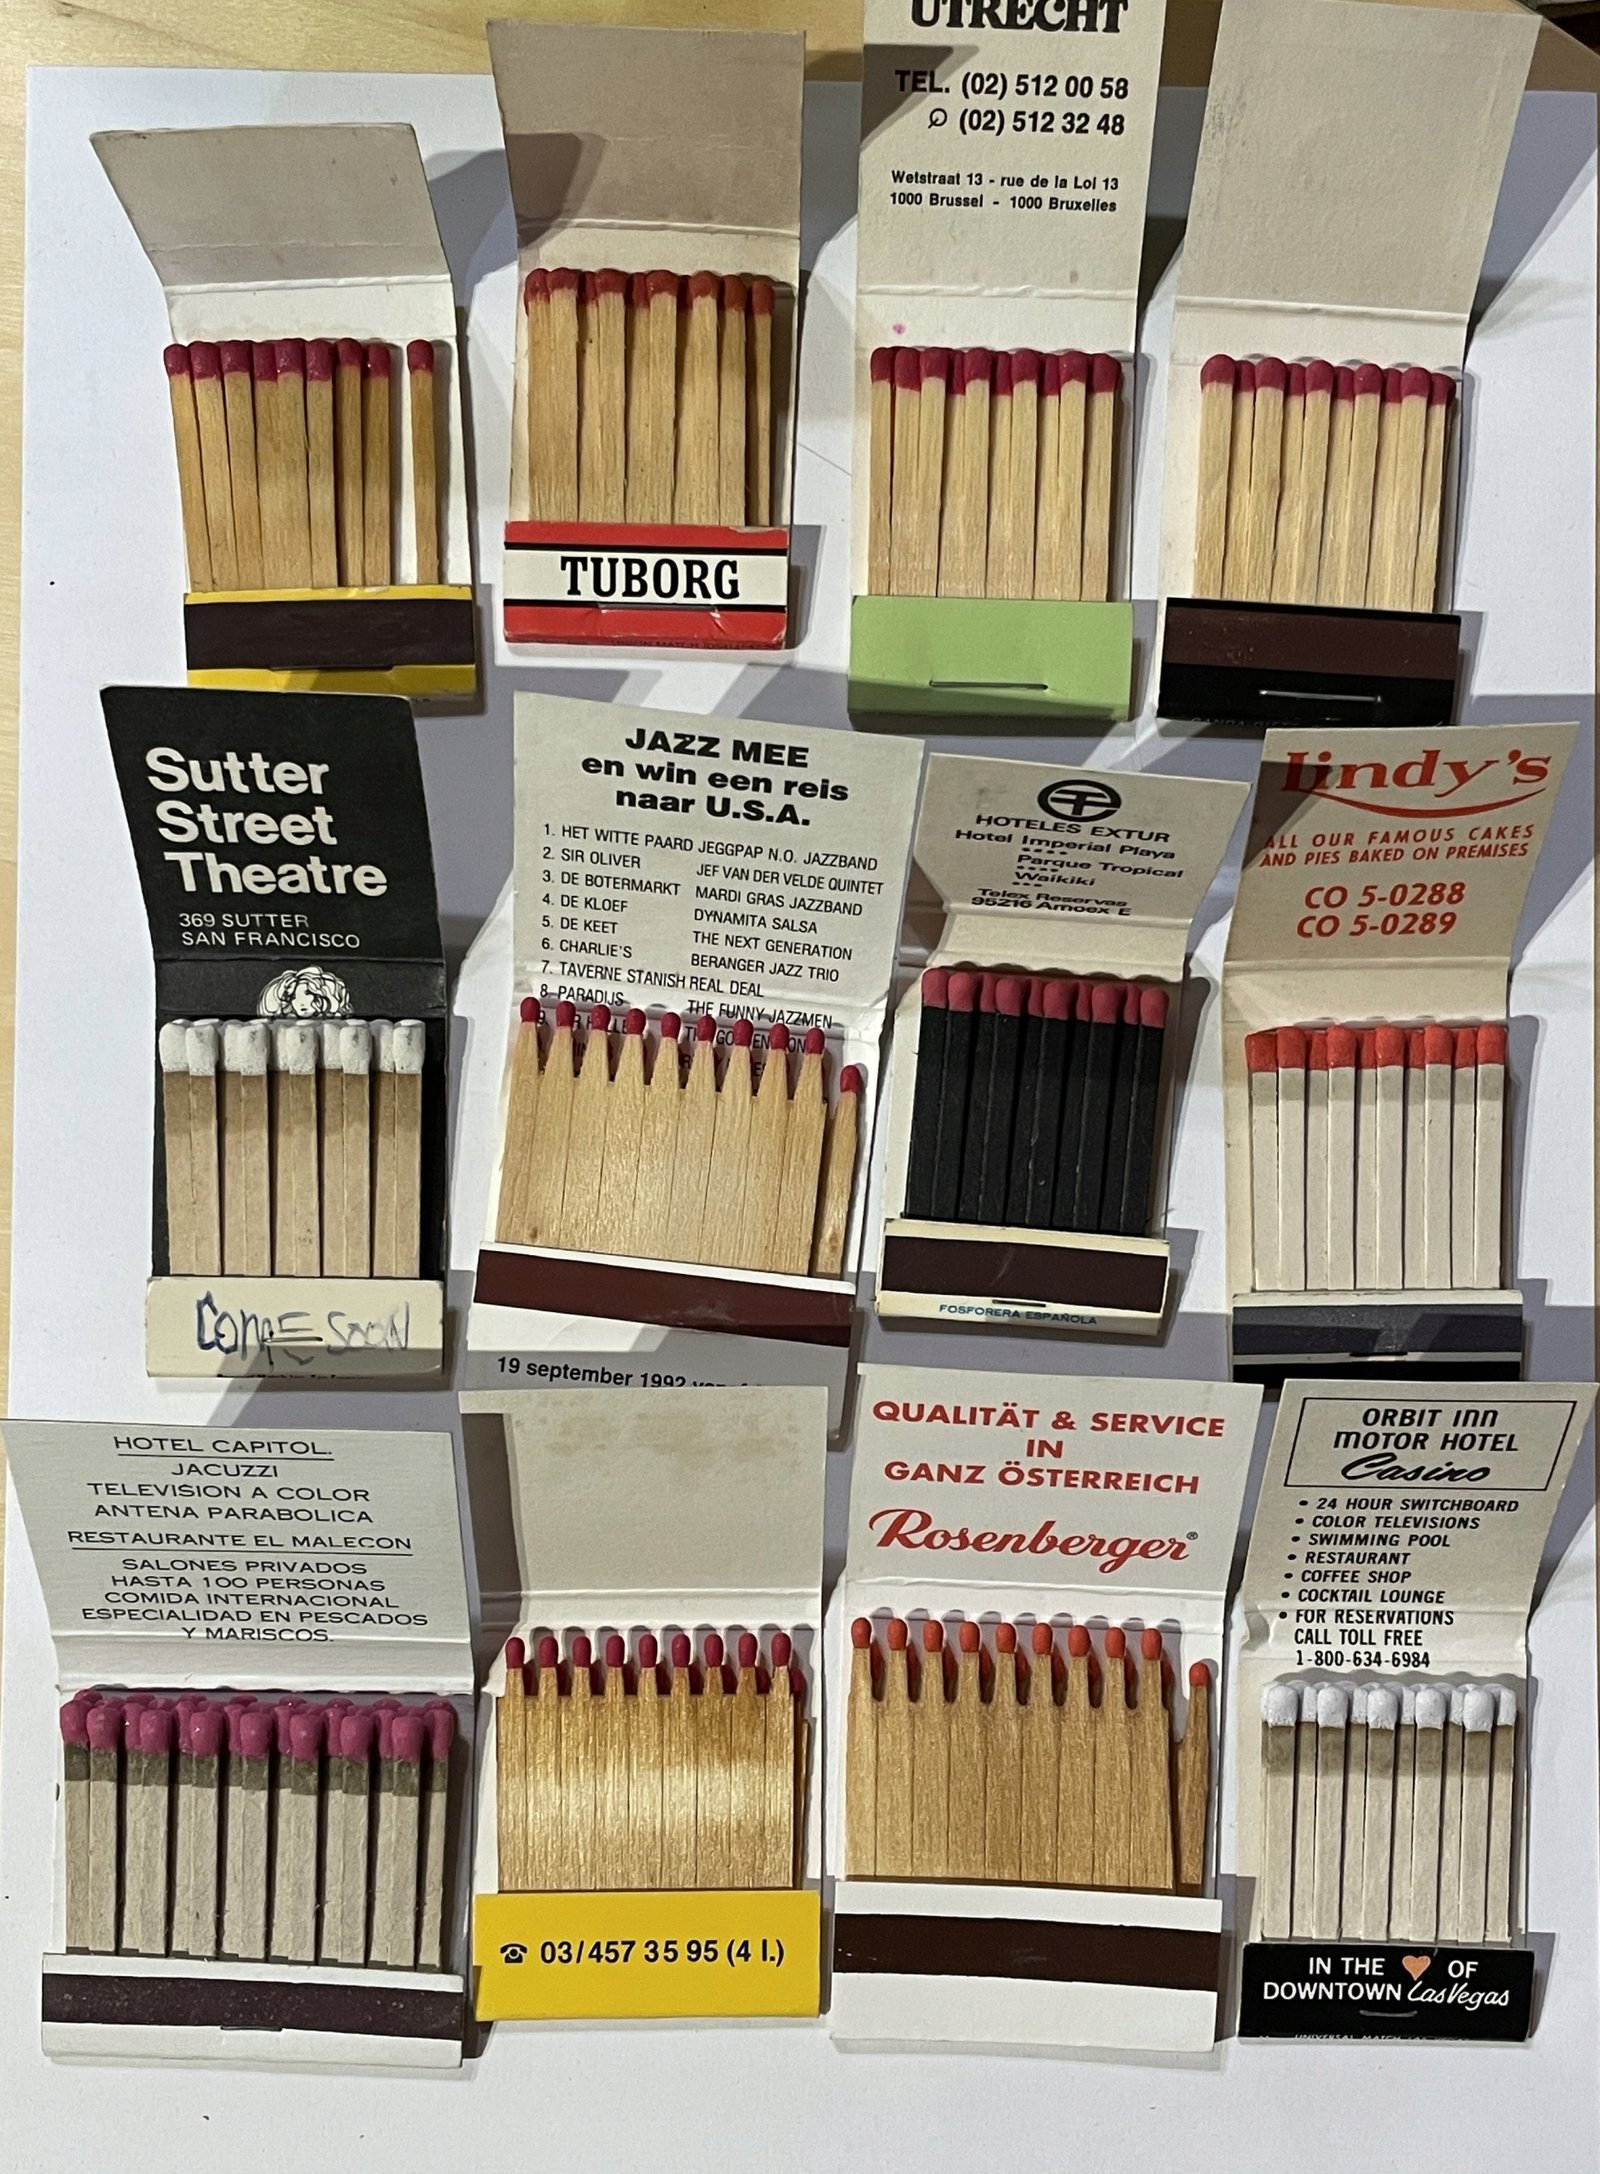 UTRECHT
TEL. (02) 512 00 58
(02) 512 32 48
Wetstraat 13 - rue de la Loi 13
1000 Brussel - 1000 Bruxelles
TUBORG
Sutter
Street
Theatre
369 SUTTER
SAN FRANCISCO
COME SOON
JAZZ MEE
en win een reis
naar U.S.A.
1. HET WITTE PAARD JEGGPAP N.O. JAZZBAND
2. SIR OLIVER JEF VAN DER VELDE QUINTET
3. DE BOTERMARKT MARDI GRAS JAZZBAND
4. DE KLOEF DYNAMITA SALSA
5. DE KEET THE NEXT GENERATION
6. CHARLIE'S BERANGER JAZZ TRIO
7. TAVERNE STANISH REAL DEAL
8. PARADIJS THE FUNNY JAZZMEN
9.
19 september 1992
HOTELES EXTUR
Hotel Imperial Playa
****
Parque Tropical
****
Waikiki
***
Telex Reservas
95216 Amoex E
FOSFORERA ESPAÑOLA
lindy's
ALL OUR FAMOUS CAKES
AND PIES BAKED ON PREMISES
CO 5-0288
CO 5-0289
HOTEL CAPITOL.
JACUZZI
TELEVISION A COLOR
ANTENA PARABOLICA
RESTAURANTE EL MALECON
SALONES PRIVADOS
HASTA 100 PERSONAS
COMIDA INTERNACIONAL
ESPECIALIDAD EN PESCADOS
Y MARISCOS.
☎ 03/457 35 95 (4 l.)
QUALITÄT & SERVICE
IN
GANZ ÖSTERREICH
Rosenberger®
ORBIT INN
MOTOR HOTEL
Casino
• 24 HOUR SWITCHBOARD
• COLOR TELEVISIONS
• SWIMMING POOL
• RESTAURANT
• COFFEE SHOP
• COCKTAIL LOUNGE
• FOR RESERVATIONS
CALL TOLL FREE
1-800-634-6984
IN THE ♥ OF
DOWNTOWN Las Vegas
UNIVERSAL MATCH